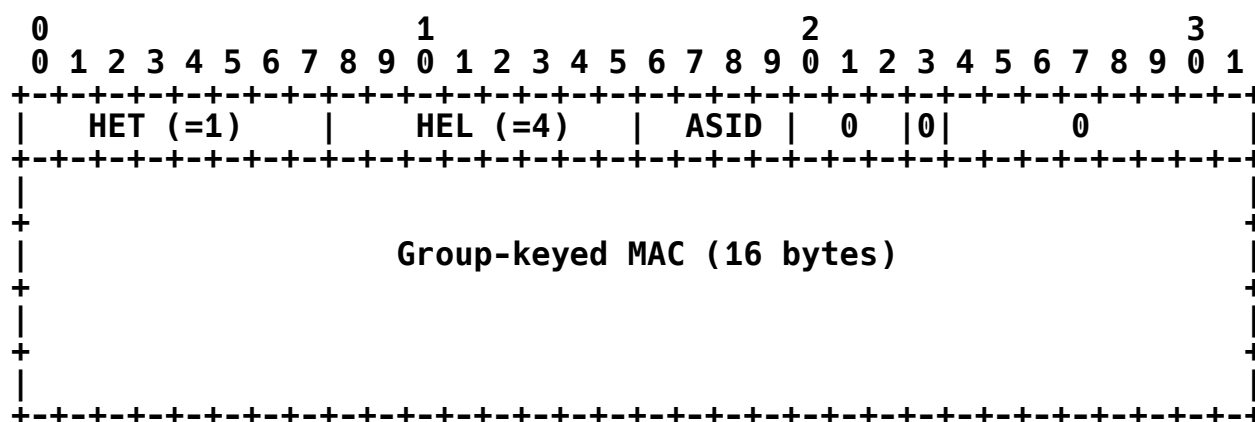 0                   1                   2                   3
 0 1 2 3 4 5 6 7 8 9 0 1 2 3 4 5 6 7 8 9 0 1 2 3 4 5 6 7 8 9 0 1
+-+-+-+-+-+-+-+-+-+-+-+-+-+-+-+-+-+-+-+-+-+-+-+-+-+-+-+-+-+-+-+-+
|   HET (=1)    |    HEL (=4)   |  ASID |  0  |0|      0        |
+-+-+-+-+-+-+-+-+-+-+-+-+-+-+-+-+-+-+-+-+-+-+-+-+-+-+-+-+-+-+-+-+
|                                                               |
+                                                               +
|                   Group-keyed MAC (16 bytes)                  |
+                                                               +
|                                                               |
+                                                               +
|                                                               |
+-+-+-+-+-+-+-+-+-+-+-+-+-+-+-+-+-+-+-+-+-+-+-+-+-+-+-+-+-+-+-+-+